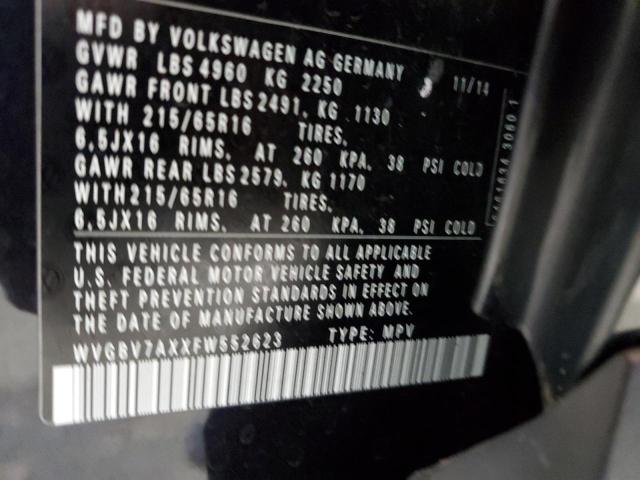 MFD BY VOLKSWAGEN AG GERMANY 11/14
GVWR LBS 4960 KG 2250
GAWR FRONT LBS 2491, KG 1130
WITH 215/65R16 TIRES,
6,5JX16 RIMS, AT 260 KPA, 38 PSI COLD
GAWR REAR LBS 2579, KG 1170
WITH 215/65R16 TIRES,
6,5JX16 RIMS, AT 260 KPA, 38 PSI COLD
THIS VEHICLE CONFORMS TO ALL APPLICABLE
U.S. FEDERAL MOTOR VEHICLE SAFETY AND
THEFT PREVENTION STANDARDS IN EFFECT ON
THE DATE OF MANUFACTURE SHOWN ABOVE.
WVGBV7AXXFW552623 TYPE: MPV